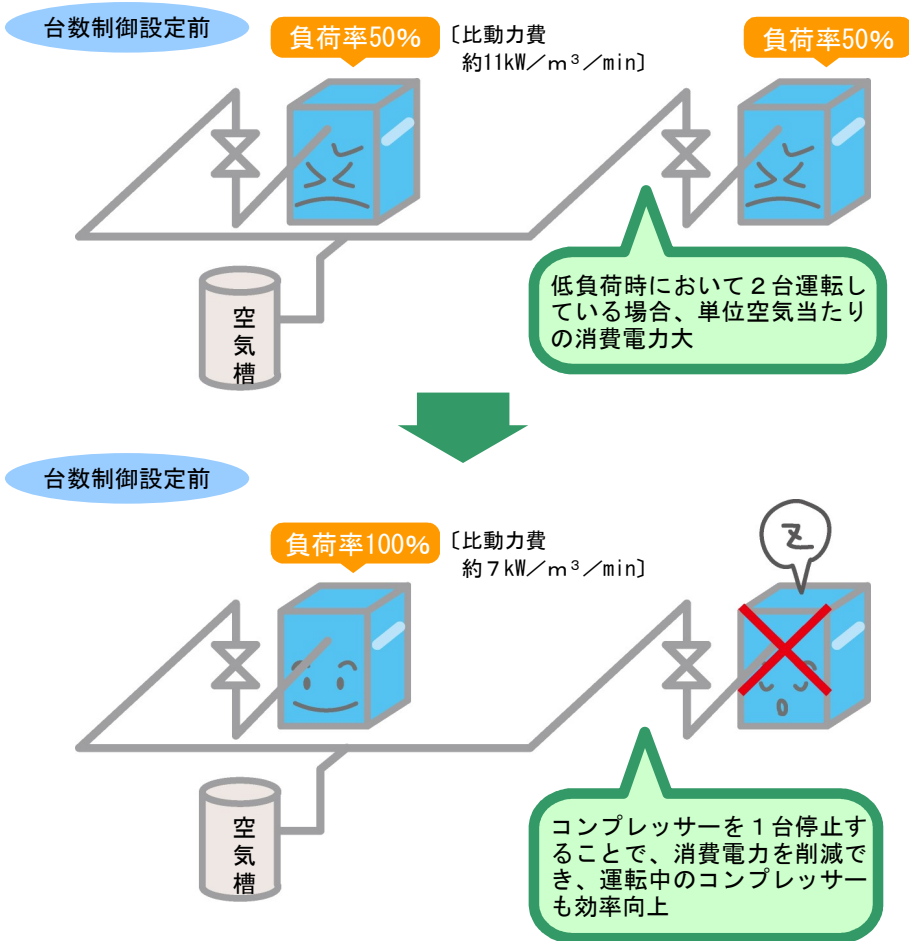 台数制御設定前
負荷率50%
〔比動力費
約11kW/m³/min〕
負荷率50%
低負荷時において２台運転し
ている場合、単位空気当たり
の消費電力大
空気槽
台数制御設定前
負荷率100%
〔比動力費
約７kW/m³/min〕
Z
コンプレッサーを１台停止す
ることで、消費電力を削減で
き、運転中のコンプレッサー
も効率向上
空気槽